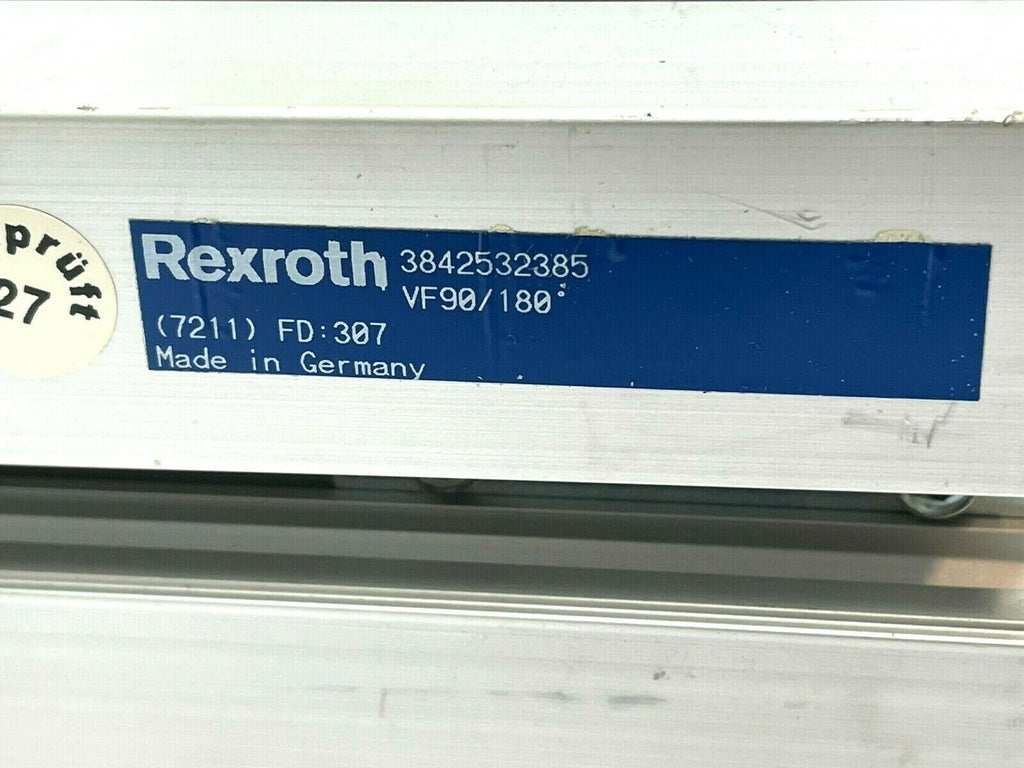 prüft
27
Rexroth 3842532385
VF90/180°
(7211) FD:307
Made in Germany